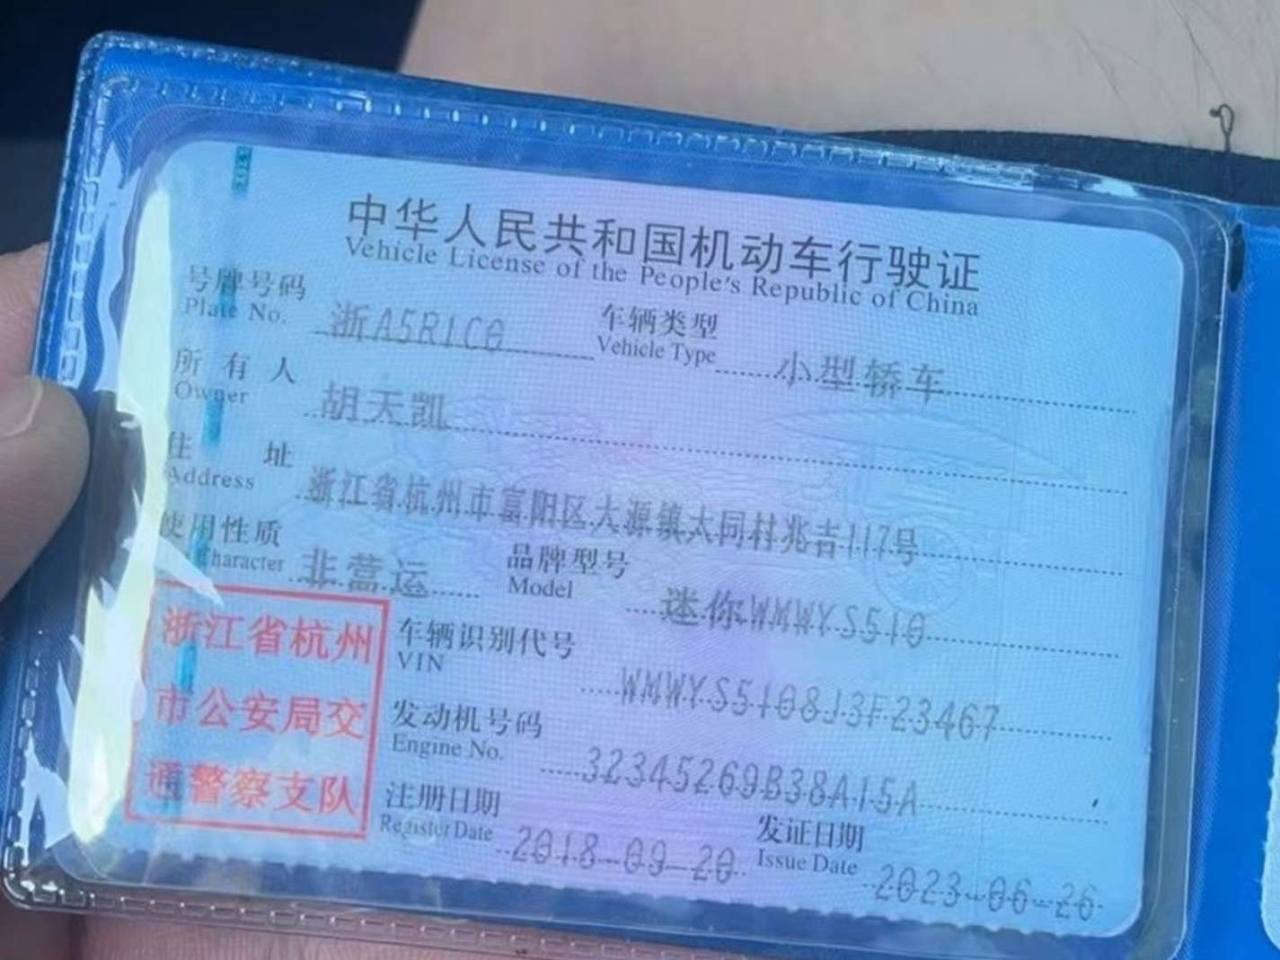 中华人民共和国机动车行驶证
Vehicle License of the People's Republic of China
号牌号码 浙A5R1C0 车辆类型 小型轿车
Plate No. Vehicle Type
所有人 胡天凯
Owner
住址 浙江省杭州市富阳区大源镇大同村兆吉117号
Address
使用性质 非营运 品牌型号 迷你WMWYS510
Character Model
浙江省杭州
市公安局交
通警察支队
车辆识别代号 WMWYS5108J3F23467
VIN
发动机号码 32345269B38A15A
Engine No.
注册日期 2018-09-20 发证日期 2023-06-26
Register Date Issue Date